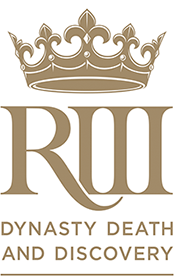 RIII
DYNASTY DEATH
AND DISCOVERY